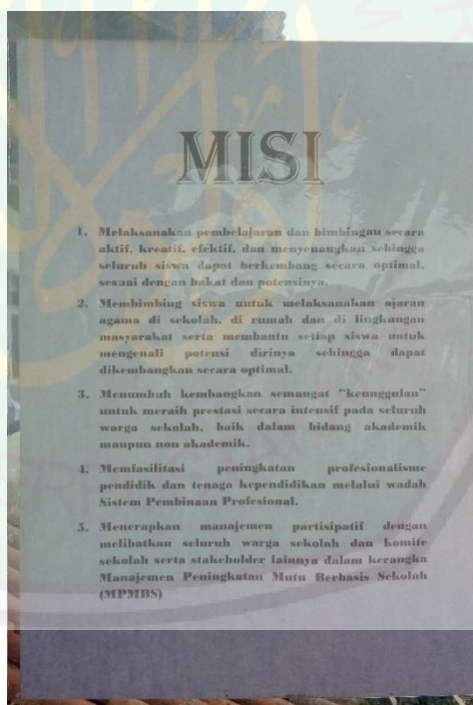 MISI
1. Melaksanakan pembelajaran dan bimbingan secara
aktif, kreatif, efektif, dan menyenangkan sehingga
seluruh siswa dapat berkembang secara optimal,
sesuai dengan bakat dan potensinya.
2. Membimbing siswa untuk melaksanakan ajaran
agama di sekolah, di rumah dan di lingkungan
masyarakat serta membantu setiap siswa untuk
mengenali potensi dirinya sehingga dapat
dikembangkan secara optimal.
3. Menumbuh kembangkan semangat "keunggulan"
untuk meraih prestasi secara intensif pada seluruh
warga sekolah, baik dalam bidang akademik
maupun non akademik.
4. Memfasilitasi peningkatan profesionalisme
pendidik dan tenaga kependidikan melalui wadah
Sistem Pembinaan Profesional.
5. Menerapkan manajemen partisipatif dengan
melibatkan seluruh warga sekolah dan komite
sekolah serta stakeholder lainnya dalam kerangka
Manajemen Peningkatan Mutu Berbasis Sekolah
(MPMBS)